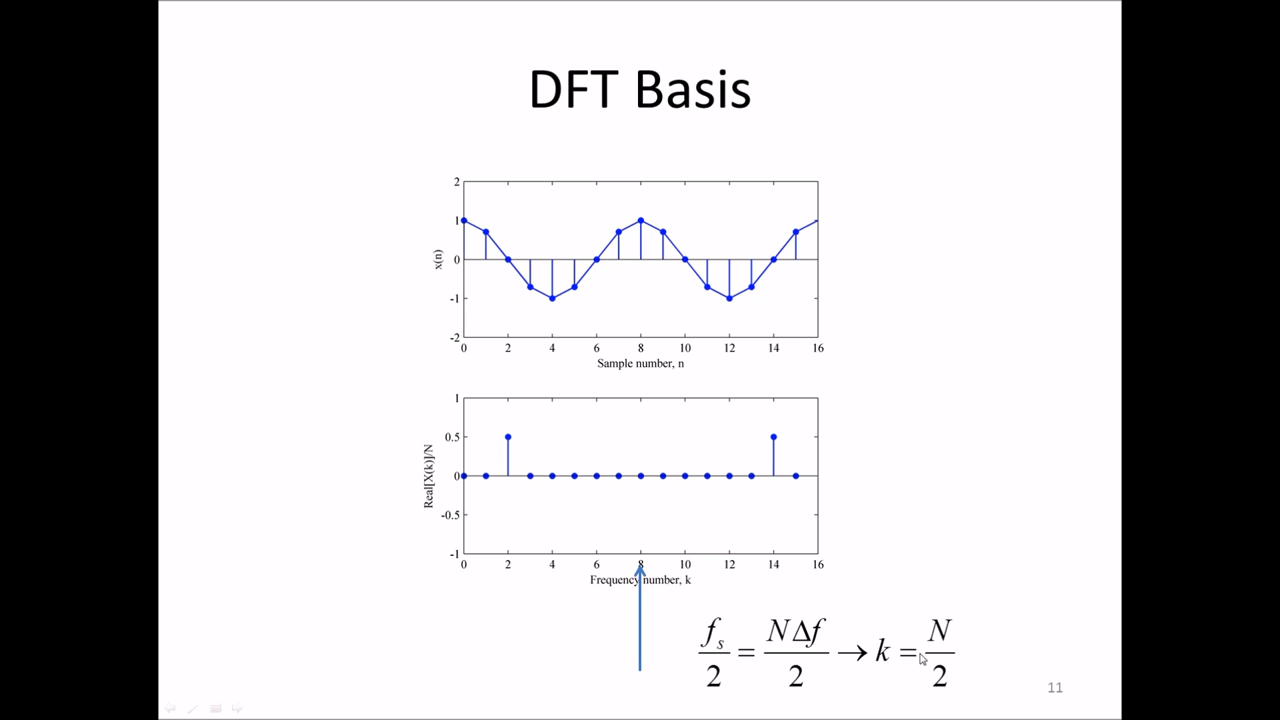 DFT Basis
2
1
0
-1
-2
x(n)
0 2 4 6 8 10 12 14 16
Sample number, n
1
0.5
0
-0.5
-1
Real[X(k)]/N
0 2 4 6 8 10 12 14 16
Frequency number, k
f_s/2 = NΔf/2 → k = N/2
11